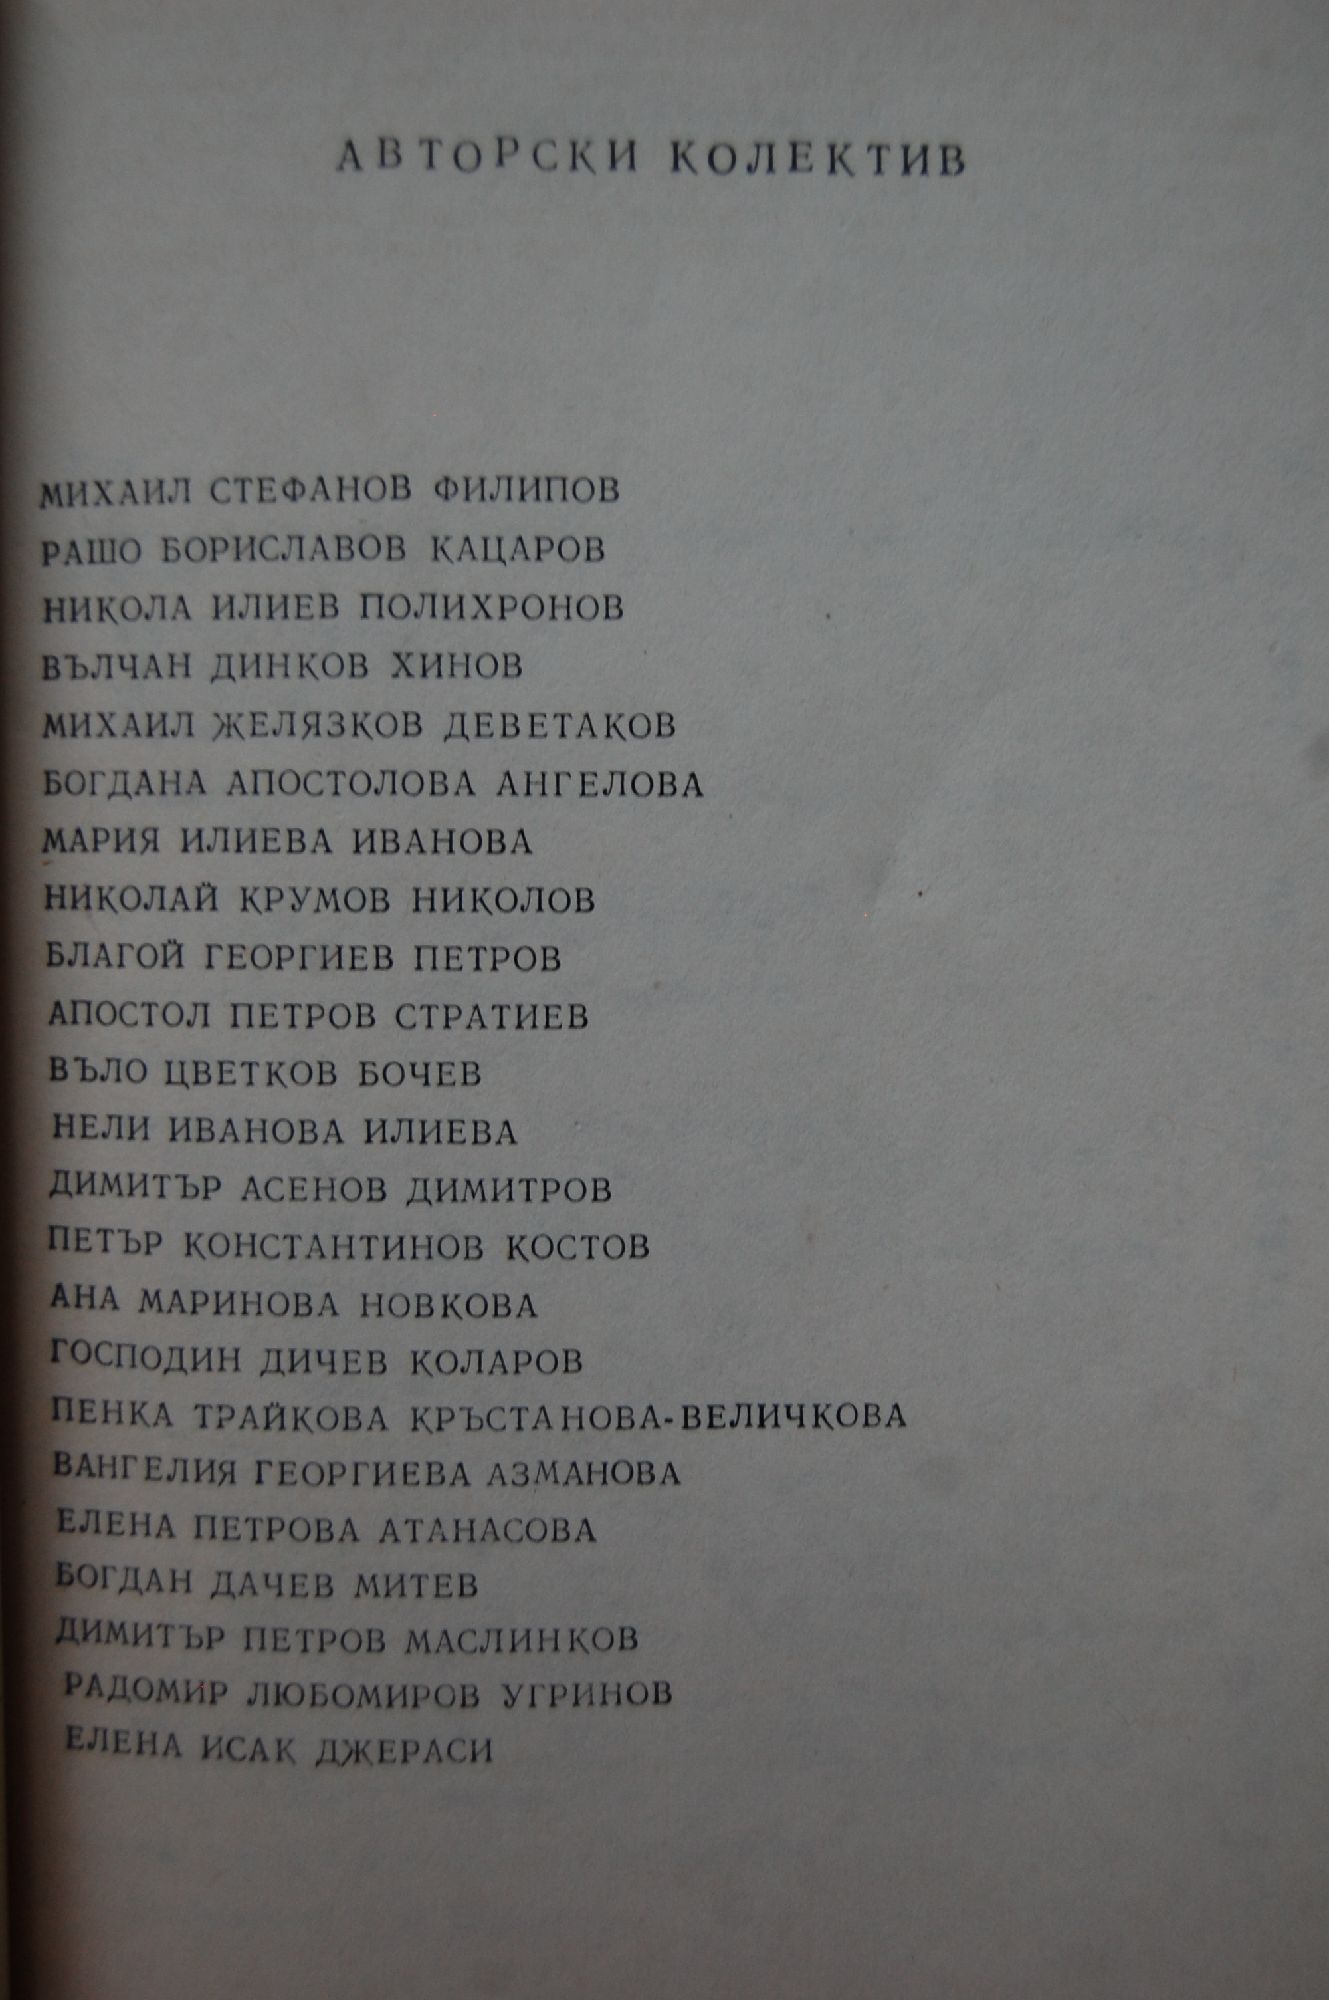 АВТОРСКИ КОЛЕКТИВ
МИХАИЛ СТЕФАНОВ ФИЛИПОВ
РАШО БОРИСЛАВОВ КАЦАРОВ
НИКОЛА ИЛИЕВ ПОЛИХРОНОВ
ВЪЛЧАН ДИНКОВ ХИНОВ
МИХАИЛ ЖЕЛЯЗКОВ ДЕВЕТАКОВ
БОГДАНА АПОСТОЛОВА АНГЕЛОВА
МАРИЯ ИЛИЕВА ИВАНОВА
НИКОЛАЙ КРУМОВ НИКОЛОВ
БЛАГОЙ ГЕОРГИЕВ ПЕТРОВ
АПОСТОЛ ПЕТРОВ СТРАТИЕВ
ВЪЛО ЦВЕТКОВ БОЧЕВ
НЕЛИ ИВАНОВА ИЛИЕВА
ДИМИТЪР АСЕНОВ ДИМИТРОВ
ПЕТЪР КОНСТАНТИНОВ КОСТОВ
АНА МАРИНОВА НОВКОВА
ГОСПОДИН ДИЧЕВ КОЛАРОВ
ПЕНКА ТРАЙКОВА КРЪСТАНОВА-ВЕЛИЧКОВА
ВАНГЕЛИЯ ГЕОРГИЕВА АЗМАНОВА
ЕЛЕНА ПЕТРОВА АТАНАСОВА
БОГДАН ДАЧЕВ МИТЕВ
ДИМИТЪР ПЕТРОВ МАСЛИНКОВ
РАДОМИР ЛЮБОМИРОВ УГРИНОВ
ЕЛЕНА ИСАК ДЖЕРАСИ